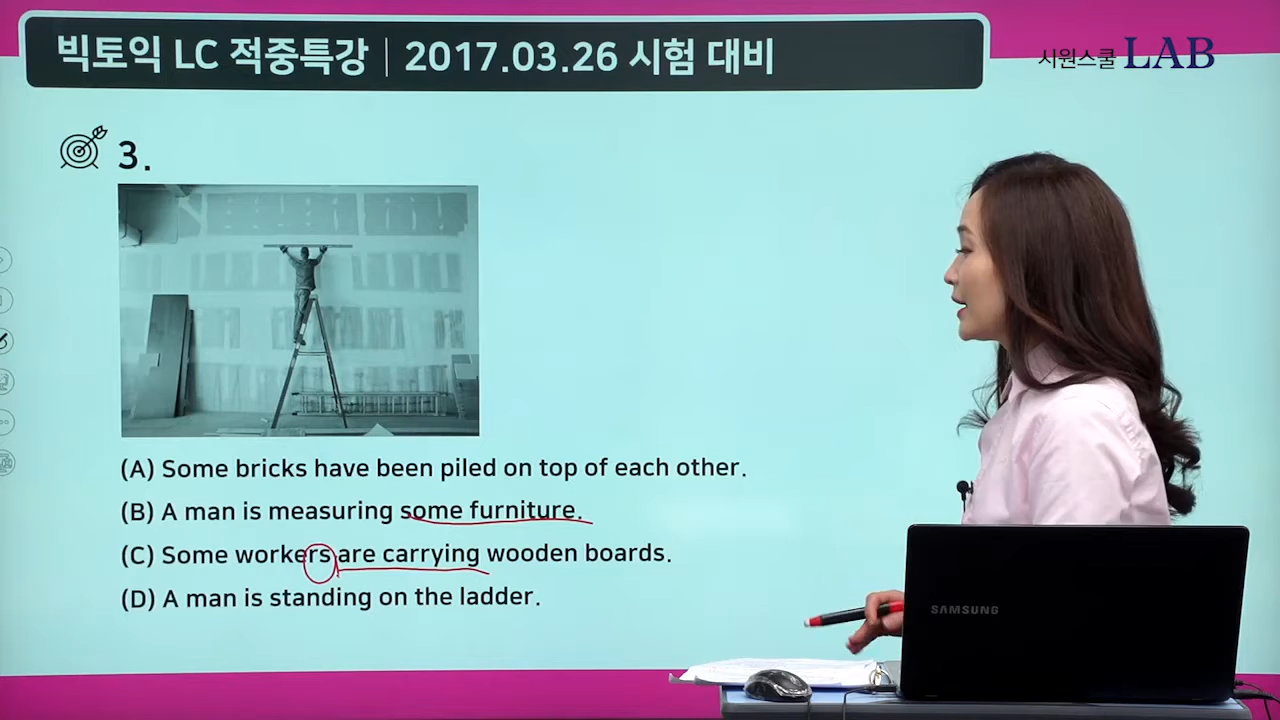 빅토익 LC 적중특강 | 2017.03.26 시험 대비
시원스쿨 LAB
3.
(A) Some bricks have been piled on top of each other.
(B) A man is measuring some furniture.
(C) Some workers are carrying wooden boards.
(D) A man is standing on the ladder.
SAMSUNG